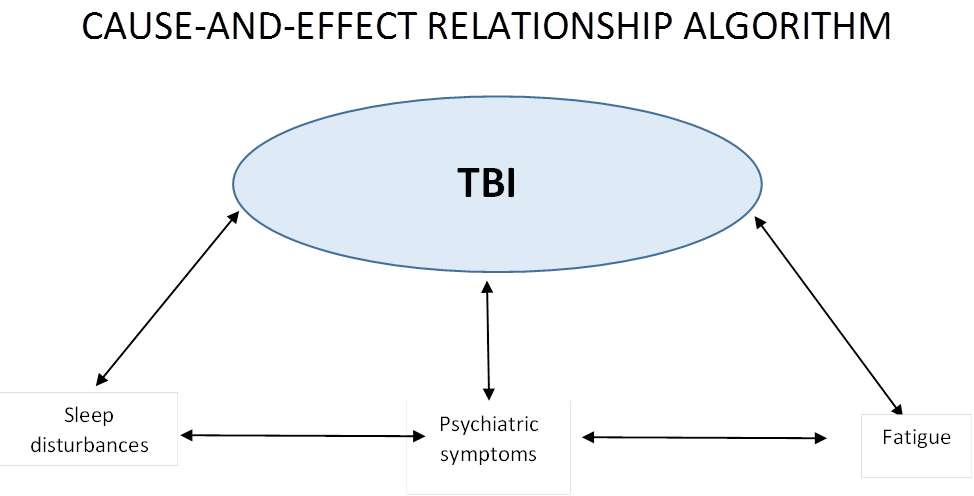 CAUSE-AND-EFFECT RELATIONSHIP ALGORITHM
TBI
Sleep
disturbances
Psychiatric
symptoms
Fatigue